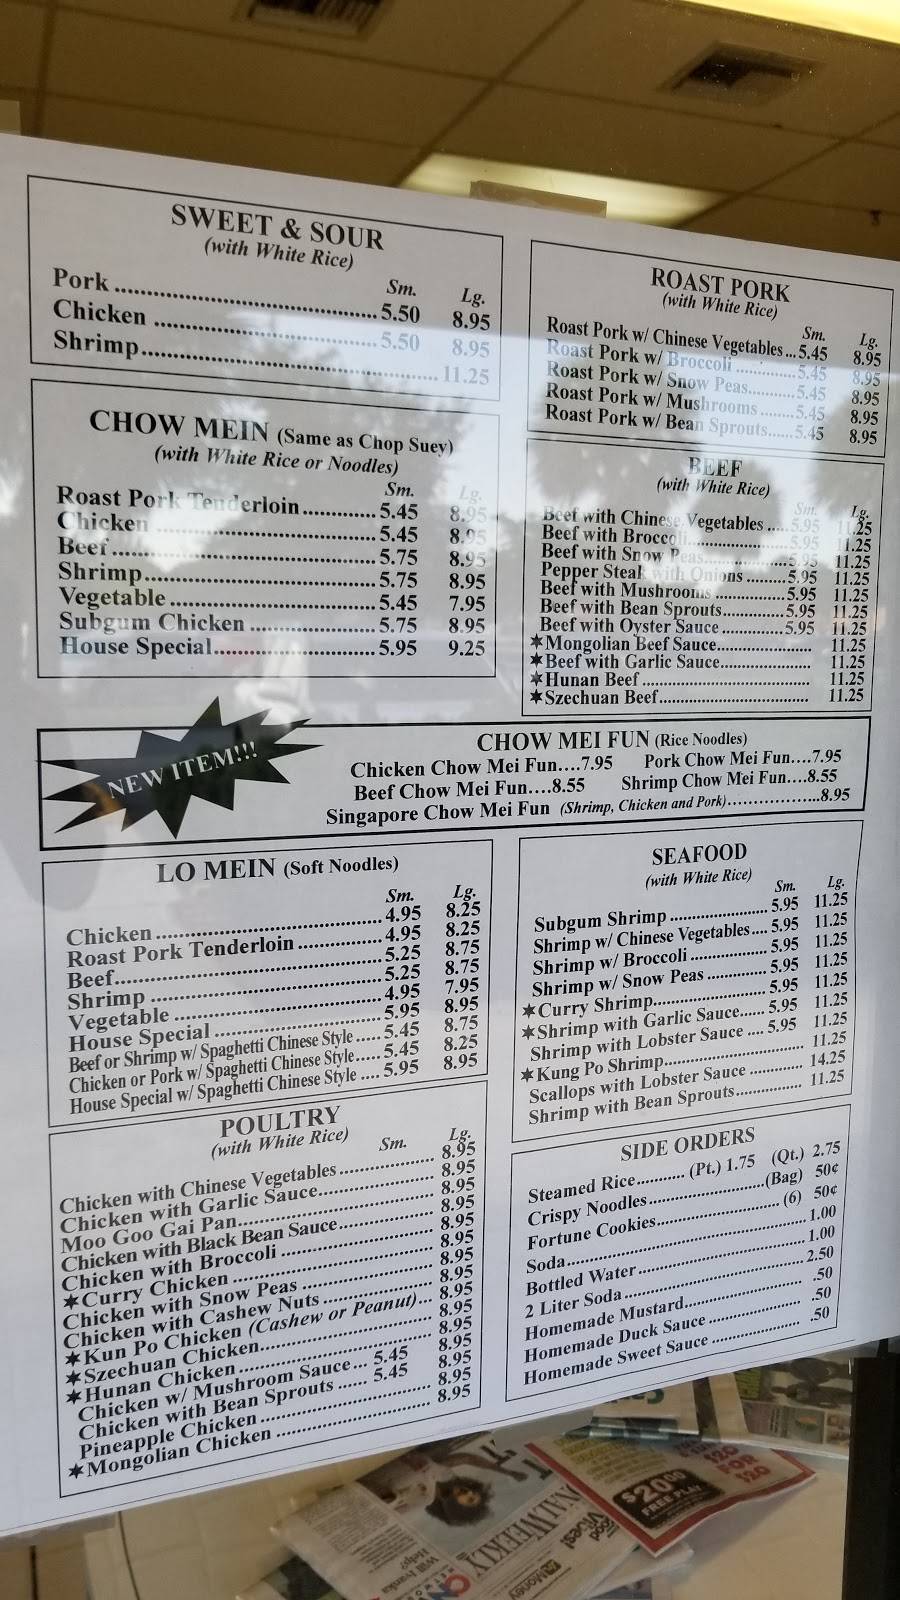 SWEET & SOUR
(with White Rice)
Sm. Lg.
Pork 5.50 8.95
Chicken 5.50 8.95
Shrimp 11.25
CHOW MEIN (Same as Chop Suey)
(with White Rice or Noodles)
Sm. Lg.
Roast Pork Tenderloin 5.45 8.95
Chicken 5.45 8.95
Beef 5.75 8.95
Shrimp 5.75 8.95
Vegetable 5.45 7.95
Subgum Chicken 5.75 8.95
House Special 5.95 9.25
ROAST PORK
(with White Rice)
Sm. Lg.
Roast Pork w/ Chinese Vegetables 5.45 8.95
Roast Pork w/ Broccoli 5.45 8.95
Roast Pork w/ Snow Peas 5.45 8.95
Roast Pork w/ Mushrooms 5.45 8.95
Roast Pork w/ Bean Sprouts 5.45 8.95
BEEF
(with White Rice)
Sm. Lg.
Beef with Chinese Vegetables 5.95 11.25
Beef with Broccoli 5.95 11.25
Beef with Snow Peas 5.95 11.25
Pepper Steak with Onions 5.95 11.25
Beef with Mushrooms 5.95 11.25
Beef with Bean Sprouts 5.95 11.25
Beef with Oyster Sauce 5.95 11.25
★Mongolian Beef Sauce 11.25
★Beef with Garlic Sauce 11.25
★Hunan Beef 11.25
★Szechuan Beef 11.25
NEW ITEM!!!
CHOW MEI FUN (Rice Noodles)
Chicken Chow Mei Fun....7.95 Pork Chow Mei Fun....7.95
Beef Chow Mei Fun....8.55 Shrimp Chow Mei Fun....8.55
Singapore Chow Mei Fun (Shrimp, Chicken and Pork) 8.95
LO MEIN (Soft Noodles)
Sm. Lg.
Chicken 4.95 8.25
Roast Pork Tenderloin 4.95 8.25
Beef 5.25 8.75
Shrimp 5.25 8.75
Vegetable 4.95 7.95
House Special 5.95 8.95
Beef or Shrimp w/ Spaghetti Chinese Style 5.45 8.75
Chicken or Pork w/ Spaghetti Chinese Style 5.45 8.25
House Special w/ Spaghetti Chinese Style 5.95 8.95
POULTRY
(with White Rice)
Sm. Lg.
Chicken with Chinese Vegetables 8.95
Chicken with Garlic Sauce 8.95
Moo Goo Gai Pan 8.95
Chicken with Black Bean Sauce 8.95
Chicken with Broccoli 8.95
★Curry Chicken 8.95
Chicken with Snow Peas 8.95
Chicken with Cashew Nuts 8.95
★Kun Po Chicken (Cashew or Peanut) 8.95
★Szechuan Chicken 8.95
★Hunan Chicken 8.95
Chicken w/ Mushroom Sauce 5.45 8.95
Chicken with Bean Sprouts 5.45 8.95
Pineapple Chicken 8.95
★Mongolian Chicken 8.95
SEAFOOD
(with White Rice)
Sm. Lg.
Subgum Shrimp 5.95 11.25
Shrimp w/ Chinese Vegetables 5.95 11.25
Shrimp w/ Broccoli 5.95 11.25
Shrimp w/ Snow Peas 5.95 11.25
★Curry Shrimp 5.95 11.25
★Shrimp with Garlic Sauce 5.95 11.25
Shrimp with Lobster Sauce 5.95 11.25
★Kung Po Shrimp 11.25
Scallops with Lobster Sauce 14.25
Shrimp with Bean Sprouts 11.25
SIDE ORDERS
Steamed Rice (Pt.) 1.75 (Qt.) 2.75
Crispy Noodles (Bag) 50¢
Fortune Cookies (6) 50¢
Soda 1.00
Bottled Water 1.00
2 Liter Soda 2.50
Homemade Mustard .50
Homemade Duck Sauce .50
Homemade Sweet Sauce .50
$20.00
FREE PLAY
$20
FOR
$20
WEEKLY
Money
Will Ivanka
Help?